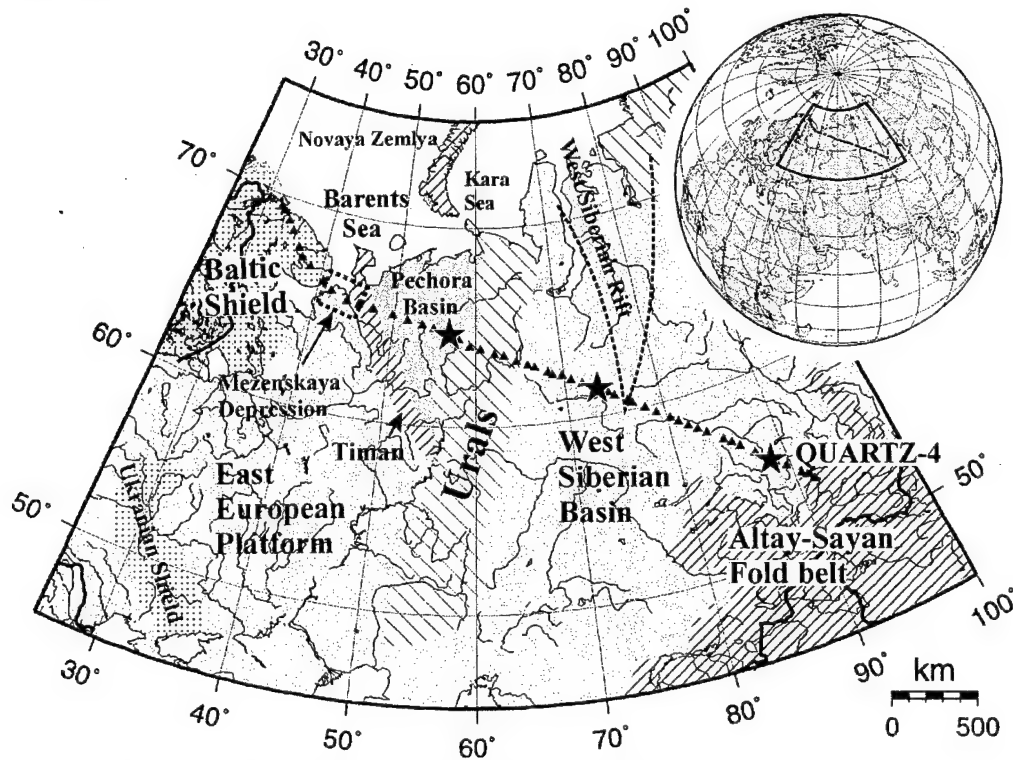 30° 40° 50° 60° 70° 80° 90° 100°
70°
Novaya Zemlya
Kara
Sea
Barents
Sea
West Siberian Rift
Baltic
Shield
Pechora
Basin
60°
Mezenskaya
Depression
Timan
Urals
West
Siberian
Basin
QUARTZ-4
50°
East
European
Platform
50°
Ukranian Shield
Altay-Sayan
Fold belt
100°
30° 40° 50° 60° 70° 80° 90°
km
0 500